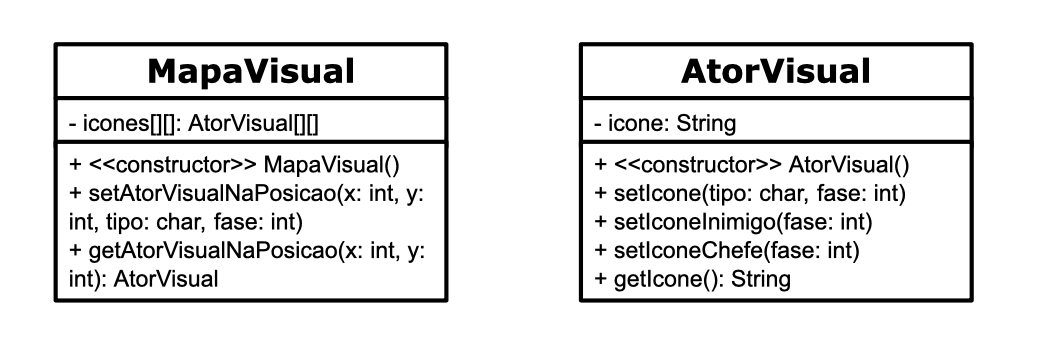 MapaVisual
- icones[][]: AtorVisual[][]
+ <<constructor>> MapaVisual()
+ setAtorVisualNaPosicao(x: int, y:
int, tipo: char, fase: int)
+ getAtorVisualNaPosicao(x: int, y:
int): AtorVisual
AtorVisual
- icone: String
+ <<constructor>> AtorVisual()
+ setIcone(tipo: char, fase: int)
+ setIconeInimigo(fase: int)
+ setIconeChefe(fase: int)
+ getIcone(): String